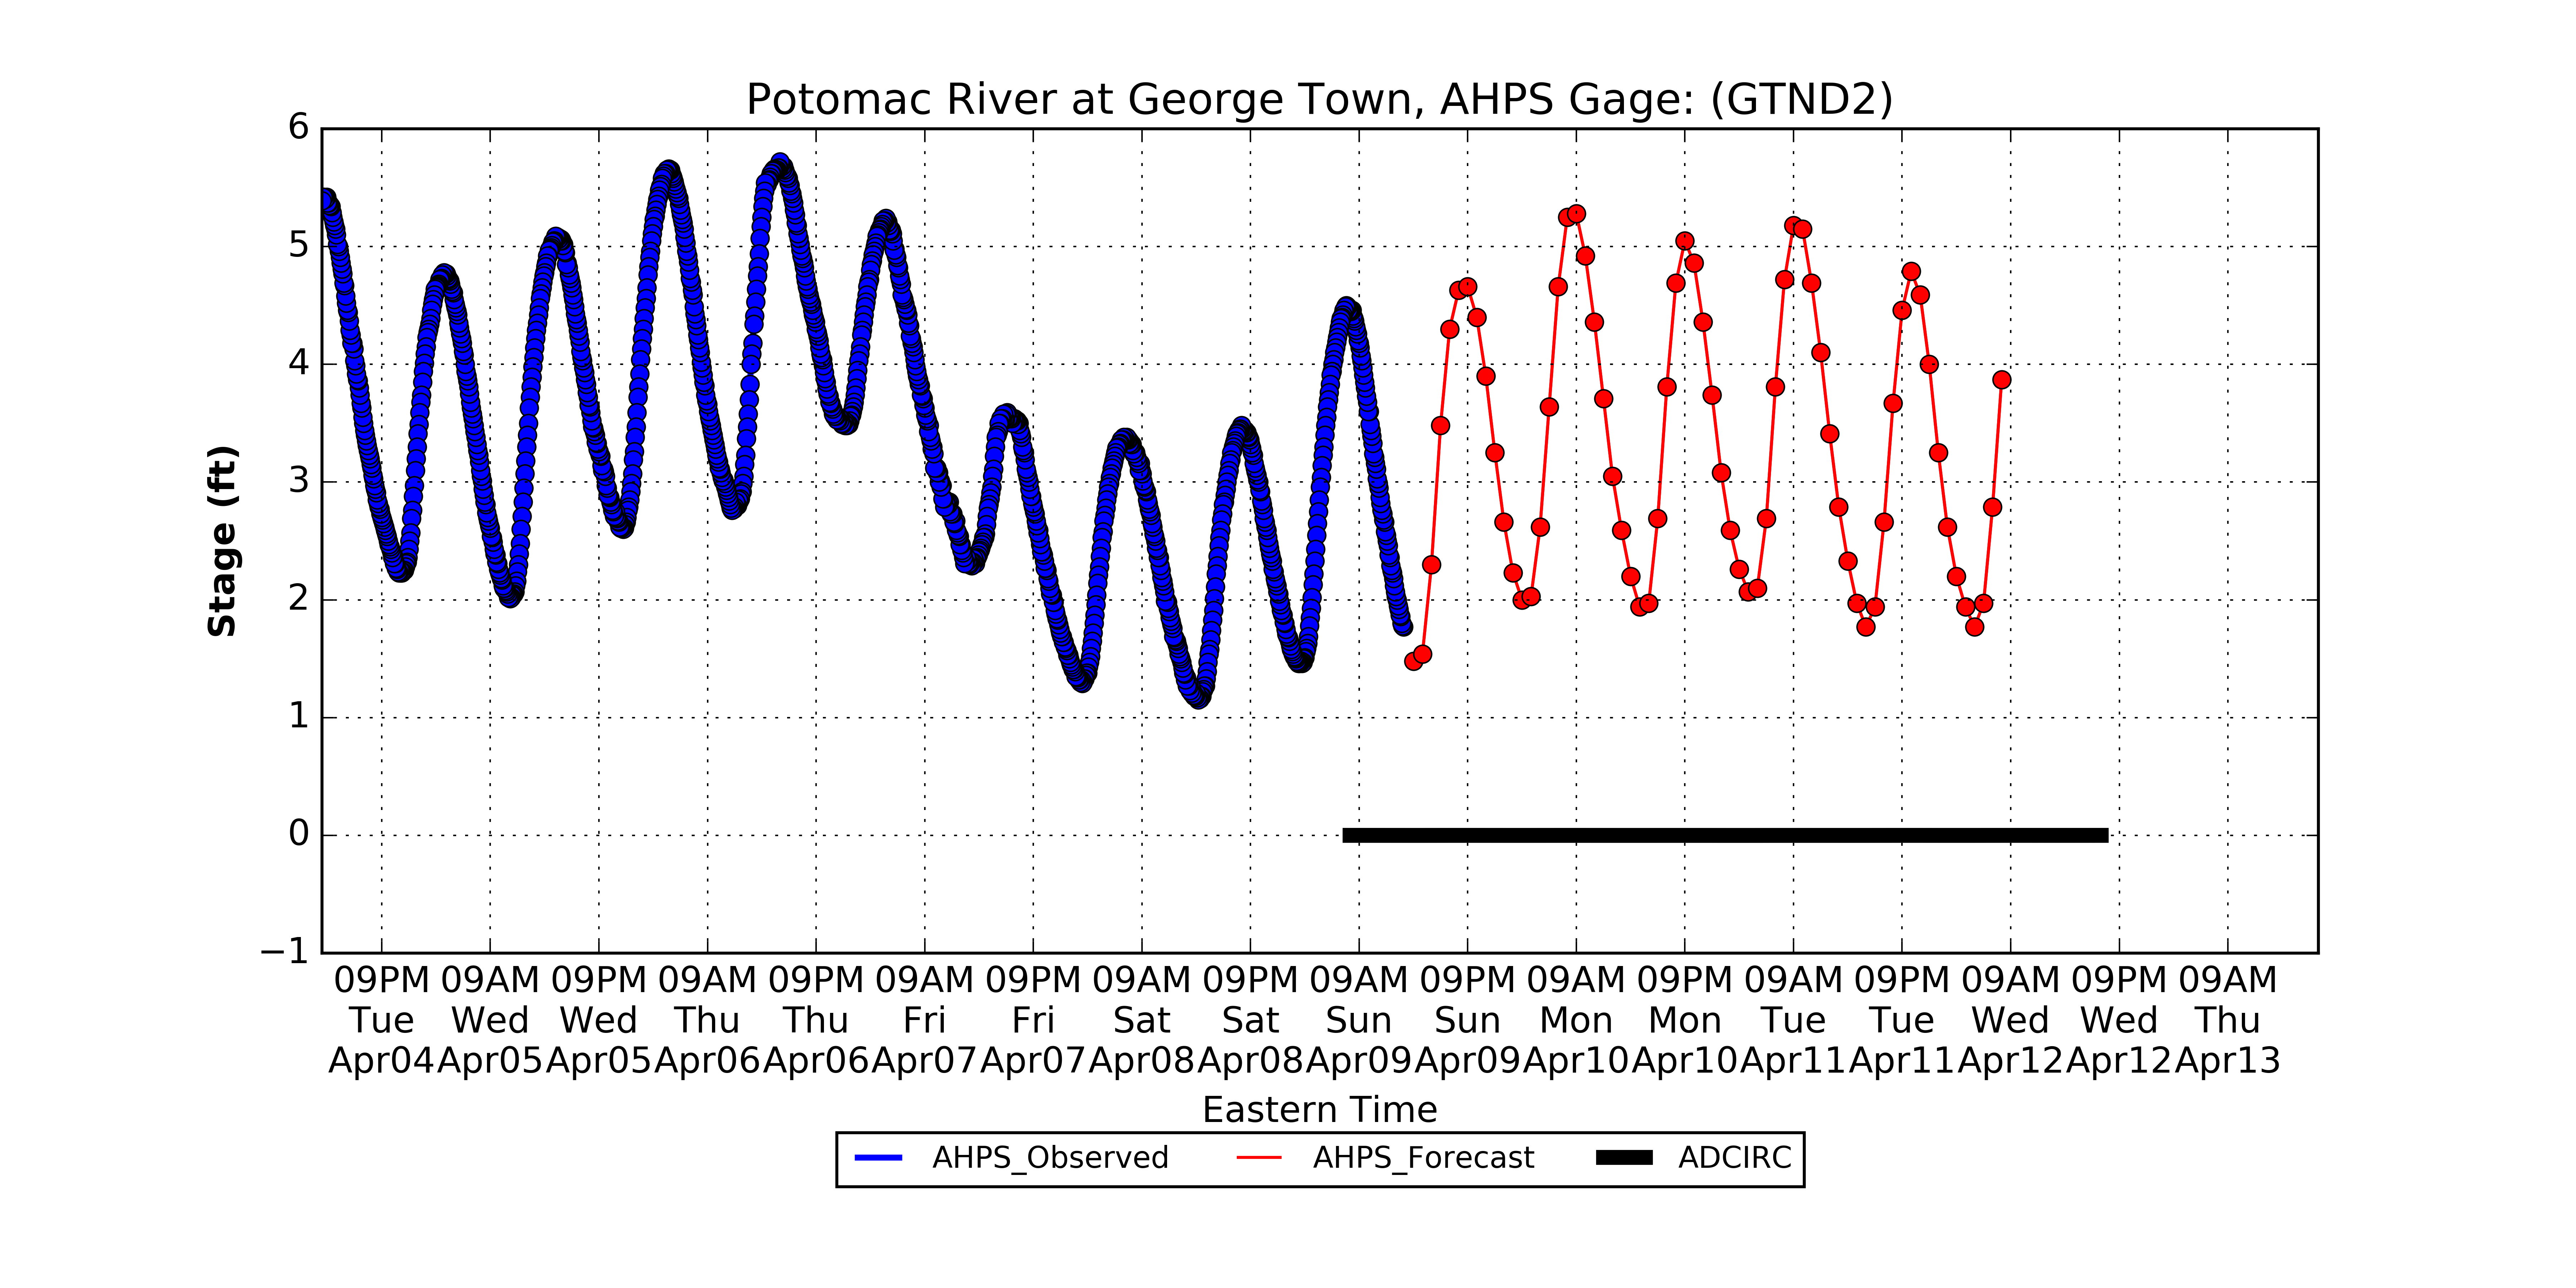 Potomac River at George Town, AHPS Gage: (GTND2)
6
5
4
3
2
1
0
−1
Stage (ft)
09PM 09AM 09PM 09AM 09PM 09AM 09PM 09AM 09PM 09AM 09PM 09AM 09PM 09AM 09PM 09AM 09PM 09AM
Tue Wed Wed Thu Thu Fri Fri Sat Sat Sun Sun Mon Mon Tue Tue Wed Wed Thu
Apr04 Apr05 Apr05 Apr06 Apr06 Apr07 Apr07 Apr08 Apr08 Apr09 Apr09 Apr10 Apr10 Apr11 Apr11 Apr12 Apr12 Apr13
Eastern Time
AHPS_Observed AHPS_Forecast ADCIRC